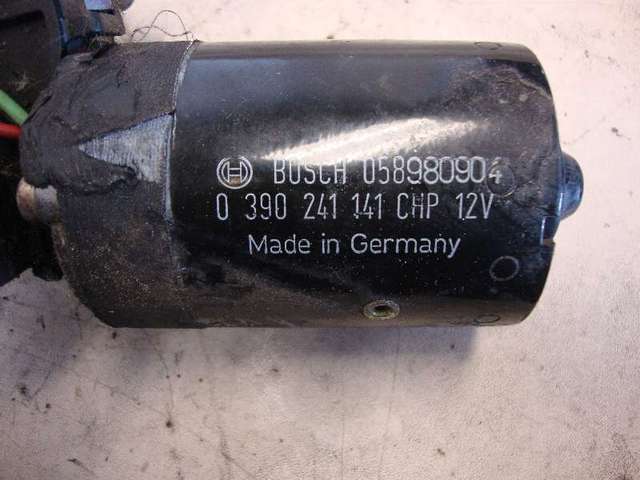 BOSCH 058980904
0 390 241 141 CHP 12V
Made in Germany